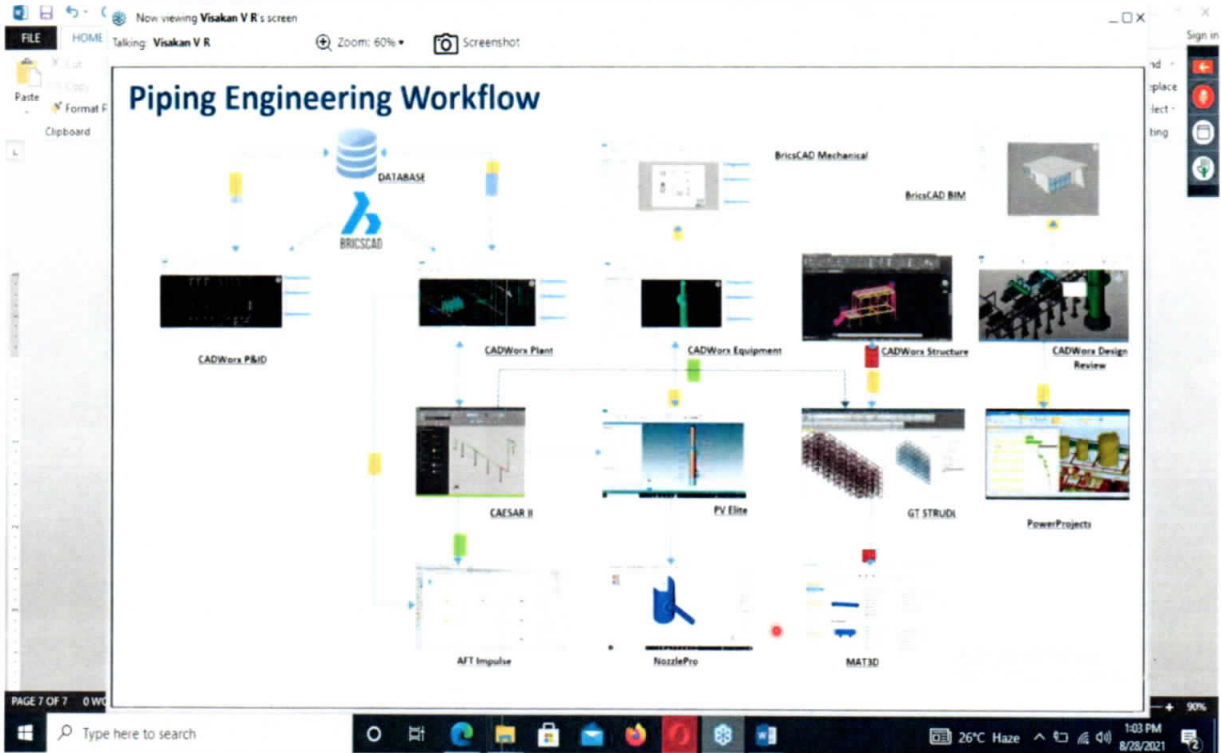 Now viewing Visakan V R's screen
FILE
HOME
Talking: Visakan V R
Zoom: 60%
Screenshot
Sign in
Paste
Cut
Copy
Format
Clipboard
Piping Engineering Workflow
DATABASE
BRICSCAD
BricsCAD Mechanical
BricsCAD BIM
CADWorx P&ID
CADWorx Plant
CADWorx Equipment
CADWorx Structure
CADWorx Design
Review
CAESAR II
PV Elite
GT STRUDL
PowerProjects
AFT Impulse
NozzlePro
MAT3D
PAGE 7 OF 7
90%
Type here to search
26°C Haze
1:03 PM
8/28/2021
2